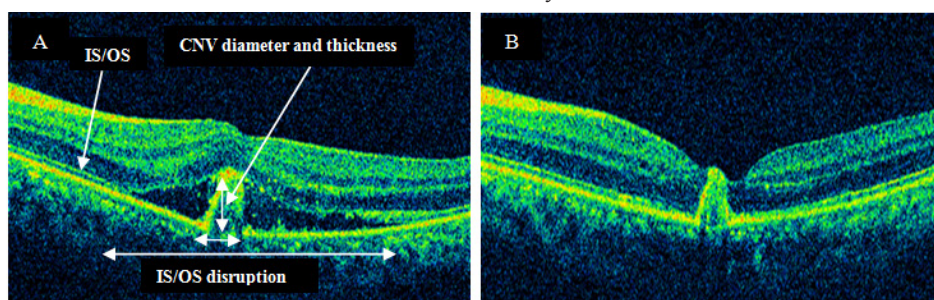 A
IS/OS
CNV diameter and thickness
IS/OS disruption
B